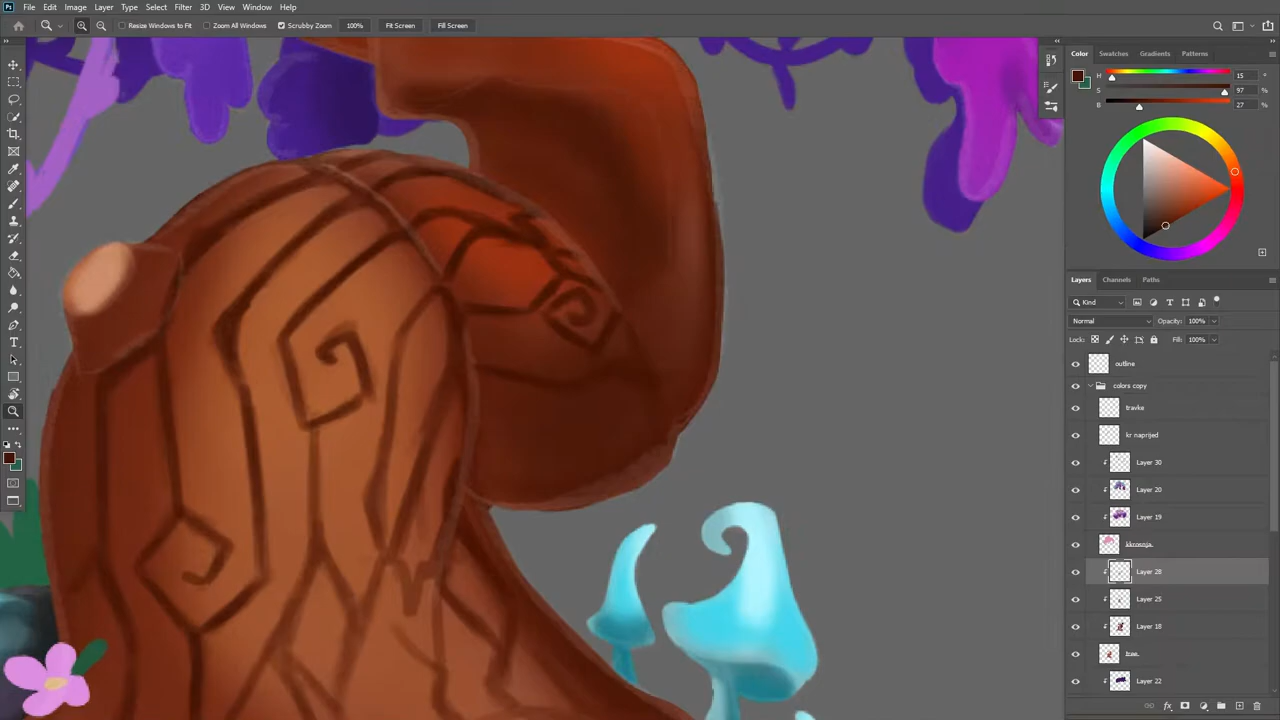 Ps File Edit Image Layer Type Select Filter 3D View Window Help
Resize Windows to Fit Zoom All Windows Scrubby Zoom 100% Fit Screen Fill Screen
Color Swatches Gradients Patterns
H 15 °
S 97 %
B 27 %
Layers Channels Paths
Kind
Normal Opacity: 100%
Lock: Fill: 100%
outline
colors copy
travke
kr naprijed
Layer 30
Layer 20
Layer 19
kkrosnja
Layer 28
Layer 25
Layer 18
tree
Layer 22